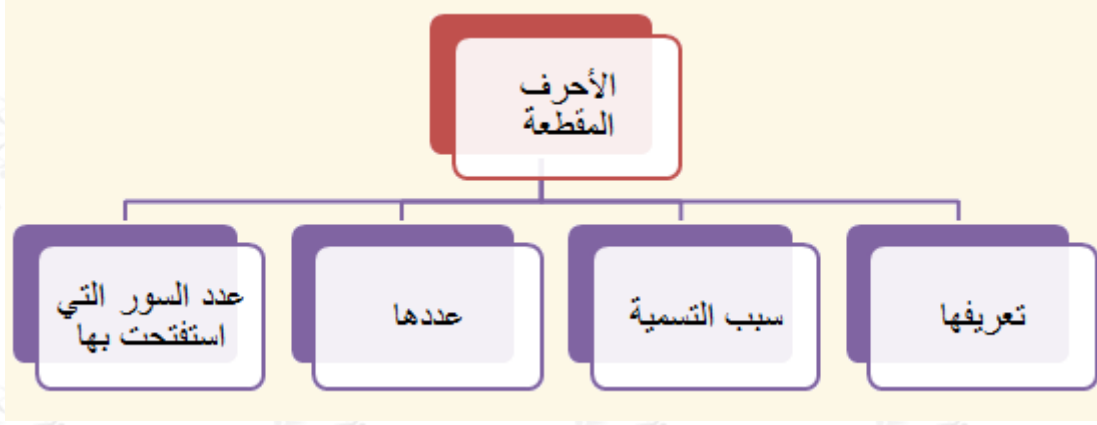 الأحرف
المقطعة
تعريفها
سبب التسمية
عددها
عدد السور التي
استفتحت بها